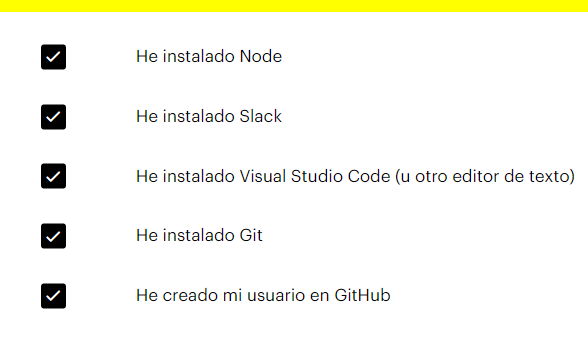 He instalado Node
He instalado Slack
He instalado Visual Studio Code (u otro editor de texto)
He instalado Git
He creado mi usuario en GitHub